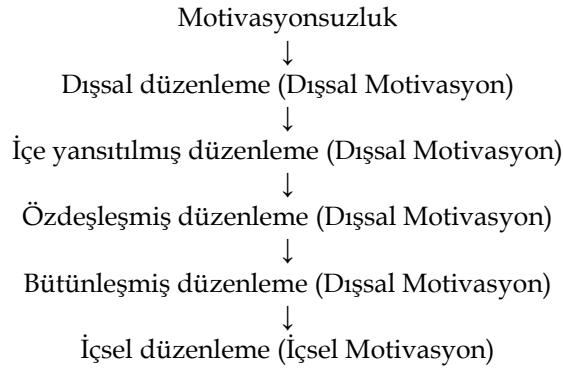 Motivasyonsuzluk
↓
Dışsal düzenleme (Dışsal Motivasyon)
↓
İçe yansıtılmış düzenleme (Dışsal Motivasyon)
↓
Özdeşleşmiş düzenleme (Dışsal Motivasyon)
↓
Bütünleşmiş düzenleme (Dışsal Motivasyon)
↓
İçsel düzenleme (İçsel Motivasyon)